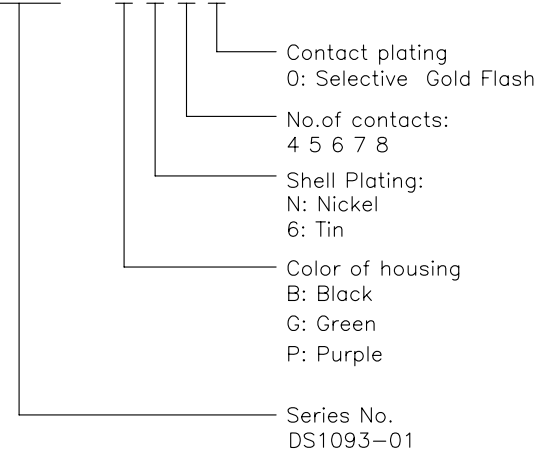 Contact plating
0: Selective Gold Flash
No.of contacts:
4 5 6 7 8
Shell Plating:
N: Nickel
6: Tin
Color of housing
B: Black
G: Green
P: Purple
Series No.
DS1093-01